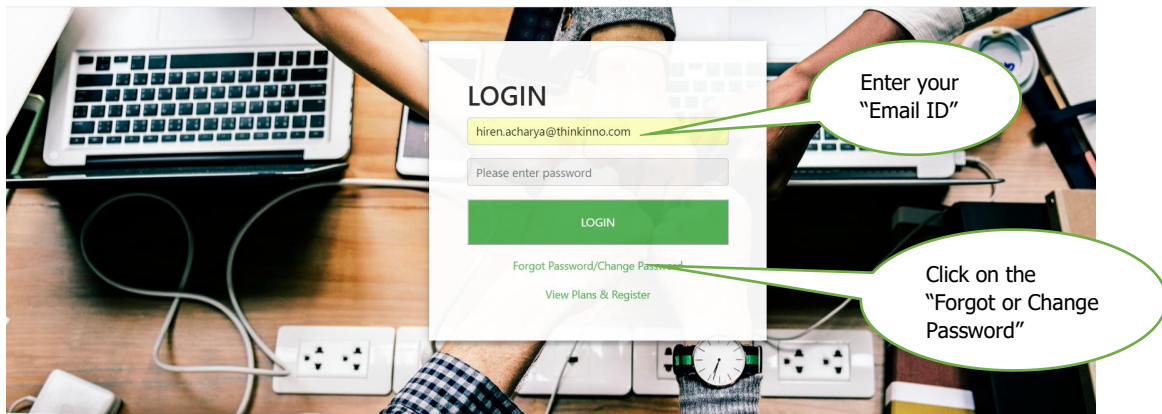 LOGIN
hiren.acharya@thinkinno.com
Please enter password
LOGIN
Forgot Password/Change Password
View Plans & Register
Enter your
“Email ID”
Click on the
“Forgot or Change
Password”